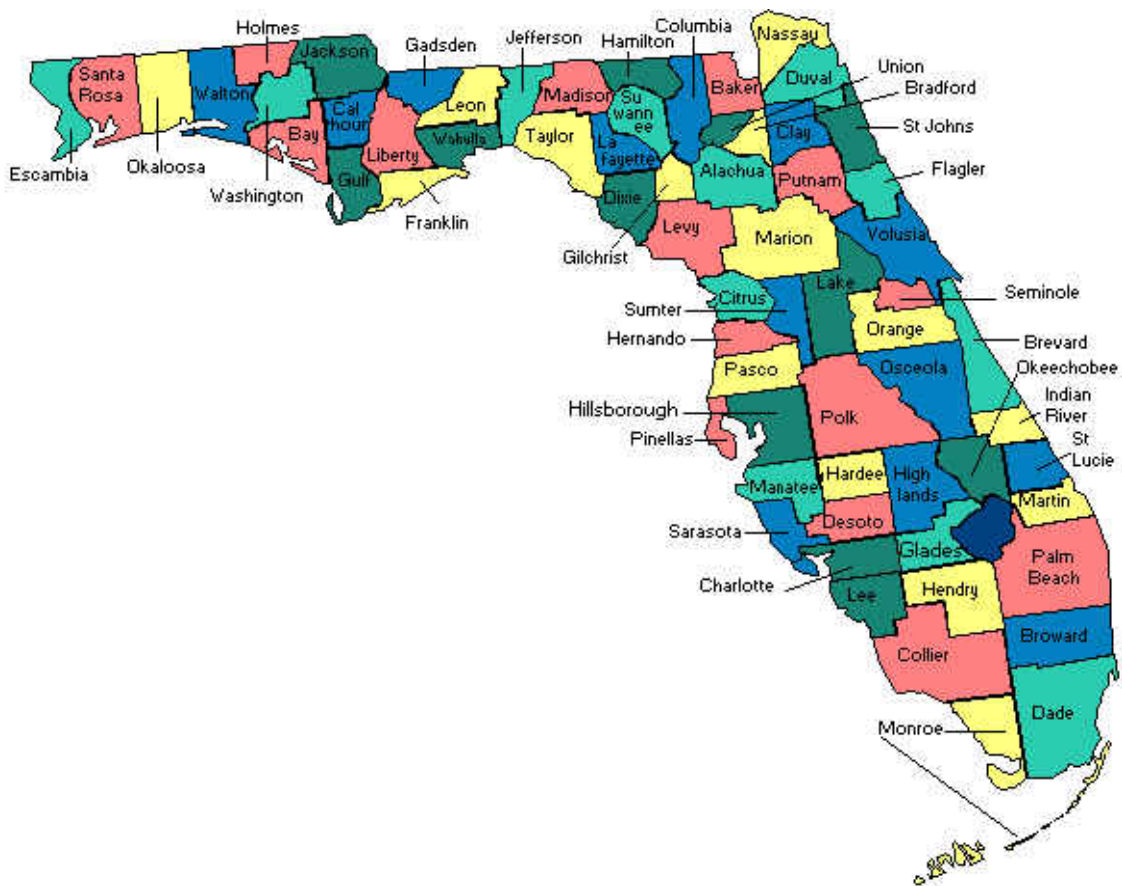 Holmes
Jackson
Gadsden
Jefferson
Hamilton
Columbia
Nassau
Union
Bradford
Santa
Rosa
Walton
Leon
Madison
Su
wann
ee
Baker
Duval
Cal
houn
Bay
Liberty
Wakulla
Taylor
La
fayette
Clay
St Johns
Escambia
Okaloosa
Washington
Gulf
Franklin
Dixie
Alachua
Putnam
Flagler
Gilchrist
Levy
Marion
Volusia
Citrus
Lake
Sumter
Seminole
Hernando
Orange
Brevard
Pasco
Osceola
Okeechobee
Indian
River
Hillsborough
Polk
Pinellas
St
Lucie
Manatee
Hardee
High
lands
Martin
Sarasota
Desoto
Glades
Palm
Beach
Charlotte
Lee
Hendry
Broward
Collier
Dade
Monroe